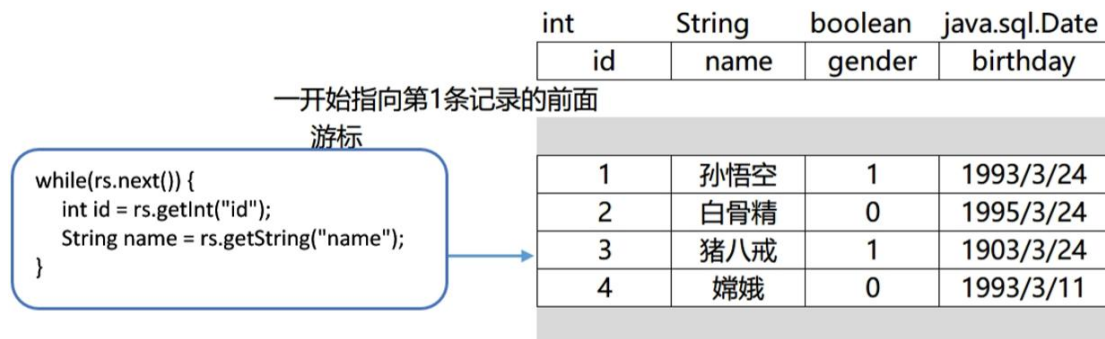 int String boolean java.sql.Date
id name gender birthday
一开始指向第1条记录的前面
游标
while(rs.next()) {
int id = rs.getInt("id");
String name = rs.getString("name");
}
1 孙悟空 1 1993/3/24
2 白骨精 0 1995/3/24
3 猪八戒 1 1903/3/24
4 嫦娥 0 1993/3/11